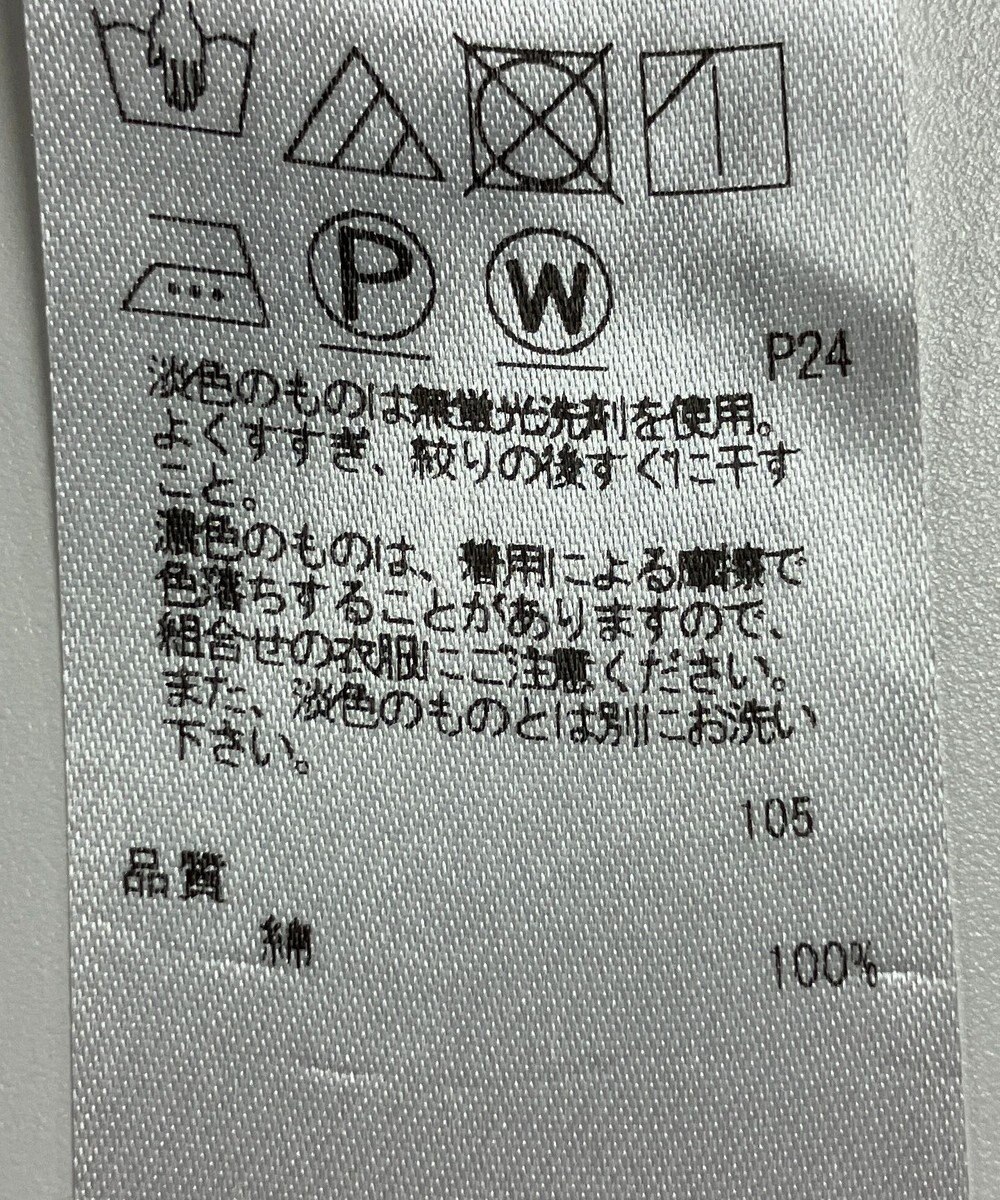 P
W
P24
淡色のものは無蛍光洗剤を使用。
よくすすぎ、絞りの後すぐに干す
こと。
濃色のものは、着用による摩擦で
色落ちすることがありますので、
組合せの衣服にご注意ください。
また、淡色のものとは別にお洗い
下さい。
105
品質
綿 100%